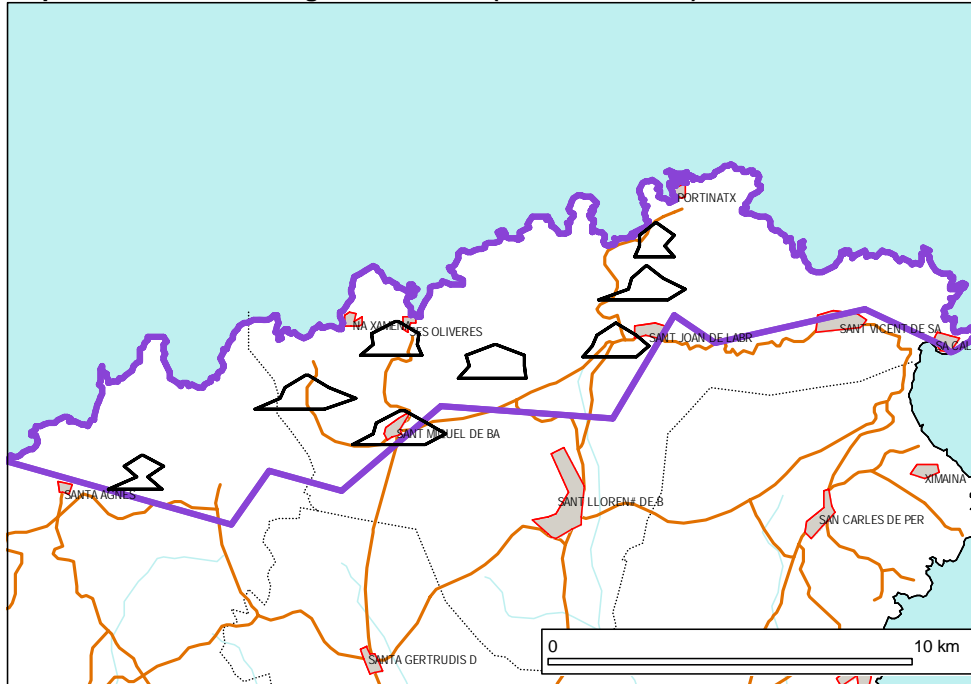 PORTINATX
NA XAMENA
ES OLIVERES
SANT VICENT DE SA
SANT JOAN DE LABR
SA CAL
SANT MIQUEL DE BA
XIMAINA
SANTA AGNES
SANT LLOREN# DE B
SAN CARLES DE PER
SANTA GERTRUDIS D
0 10 km